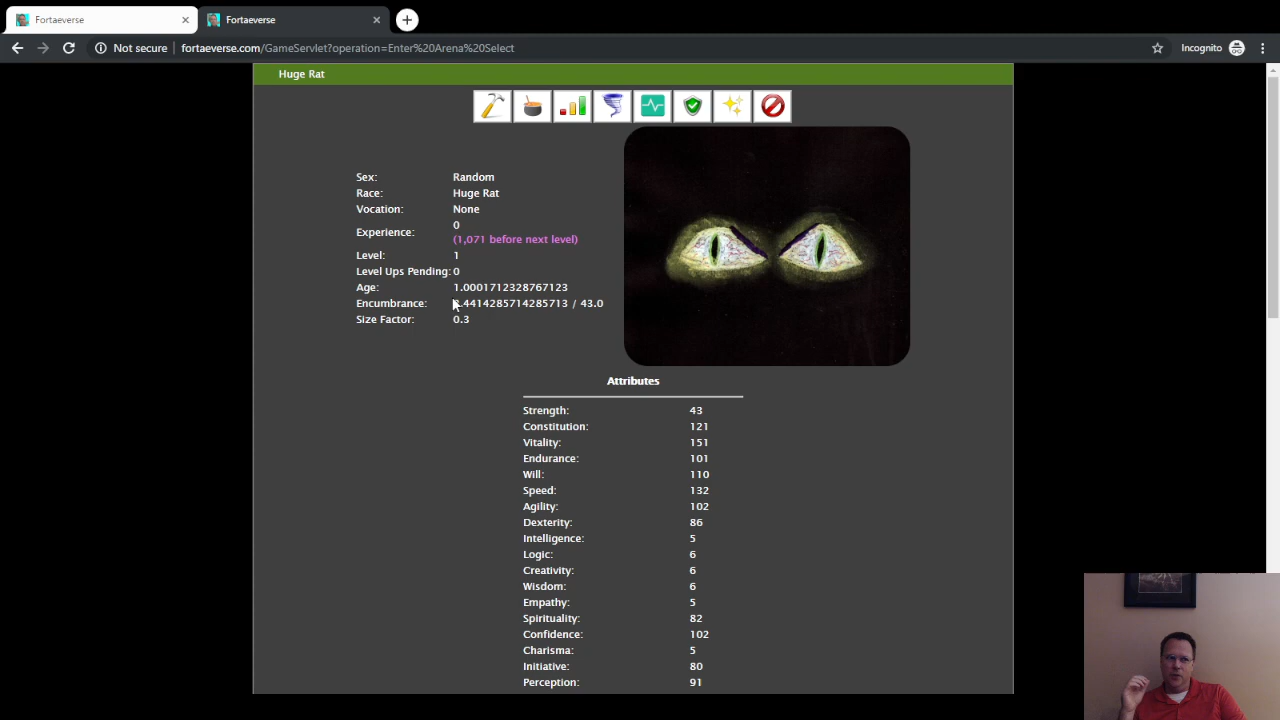 Fortaeverse
Fortaeverse
Not secure fortaeverse.com/GameServlet?operation=Enter%20Arena%20Select Incognito
Huge Rat
Sex: Random
Race: Huge Rat
Vocation: None
Experience: 0
(1,071 before next level)
Level: 1
Level Ups Pending: 0
Age: 1.0001712328767123
Encumbrance: .4414285714285713 / 43.0
Size Factor: 0.3
Attributes
Strength: 43
Constitution: 121
Vitality: 151
Endurance: 101
Will: 110
Speed: 132
Agility: 102
Dexterity: 86
Intelligence: 5
Logic: 6
Creativity: 6
Wisdom: 6
Empathy: 5
Spirituality: 82
Confidence: 102
Charisma: 5
Initiative: 80
Perception: 91